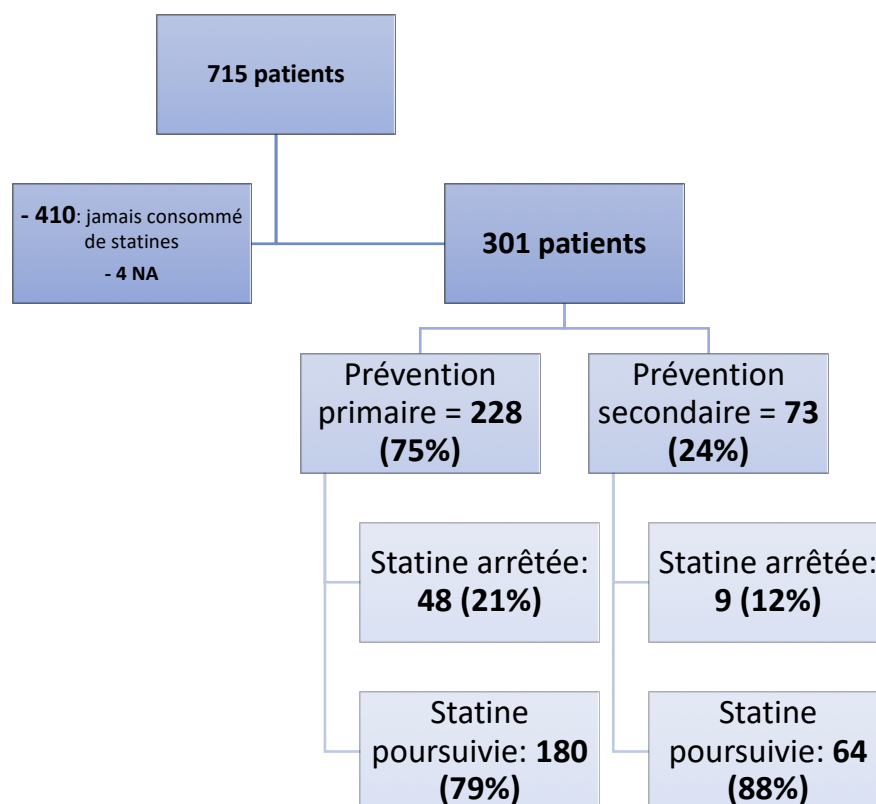 715 patients
- 410: jamais consommé
de statines
- 4 NA
301 patients
Prévention
primaire = 228
(75%)
Prévention
secondaire = 73
(24%)
Statine arrêtée:
48 (21%)
Statine arrêtée:
9 (12%)
Statine
poursuivie: 180
(79%)
Statine
poursuivie: 64
(88%)